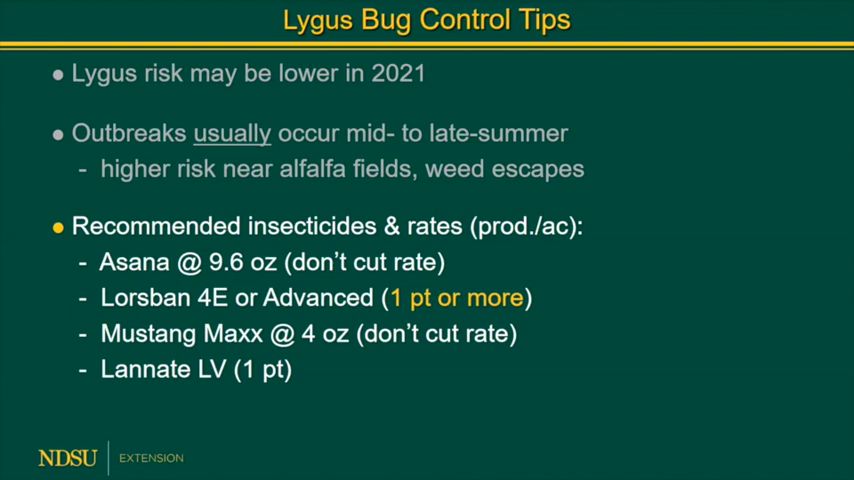 Lygus Bug Control Tips
● Lygus risk may be lower in 2021
● Outbreaks usually occur mid- to late-summer
- higher risk near alfalfa fields, weed escapes
● Recommended insecticides & rates (prod./ac):
- Asana @ 9.6 oz (don't cut rate)
- Lorsban 4E or Advanced (1 pt or more)
- Mustang Maxx @ 4 oz (don't cut rate)
- Lannate LV (1 pt)
NDSU EXTENSION